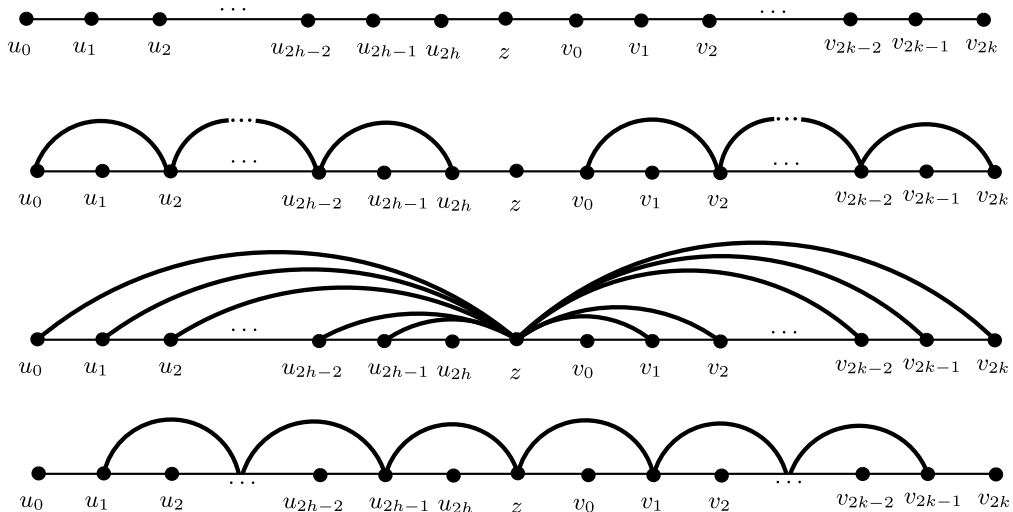 ...
...
u₀ u₁ u₂ u₂ₕ₋₂ u₂ₕ₋₁ u₂ₕ z v₀ v₁ v₂ v₂ₖ₋₂ v₂ₖ₋₁ v₂ₖ
... ...
... ...
u₀ u₁ u₂ u₂ₕ₋₂ u₂ₕ₋₁ u₂ₕ z v₀ v₁ v₂ v₂ₖ₋₂ v₂ₖ₋₁ v₂ₖ
... ...
u₀ u₁ u₂ u₂ₕ₋₂ u₂ₕ₋₁ u₂ₕ z v₀ v₁ v₂ v₂ₖ₋₂ v₂ₖ₋₁ v₂ₖ
... ...
u₀ u₁ u₂ u₂ₕ₋₂ u₂ₕ₋₁ u₂ₕ z v₀ v₁ v₂ v₂ₖ₋₂ v₂ₖ₋₁ v₂ₖ